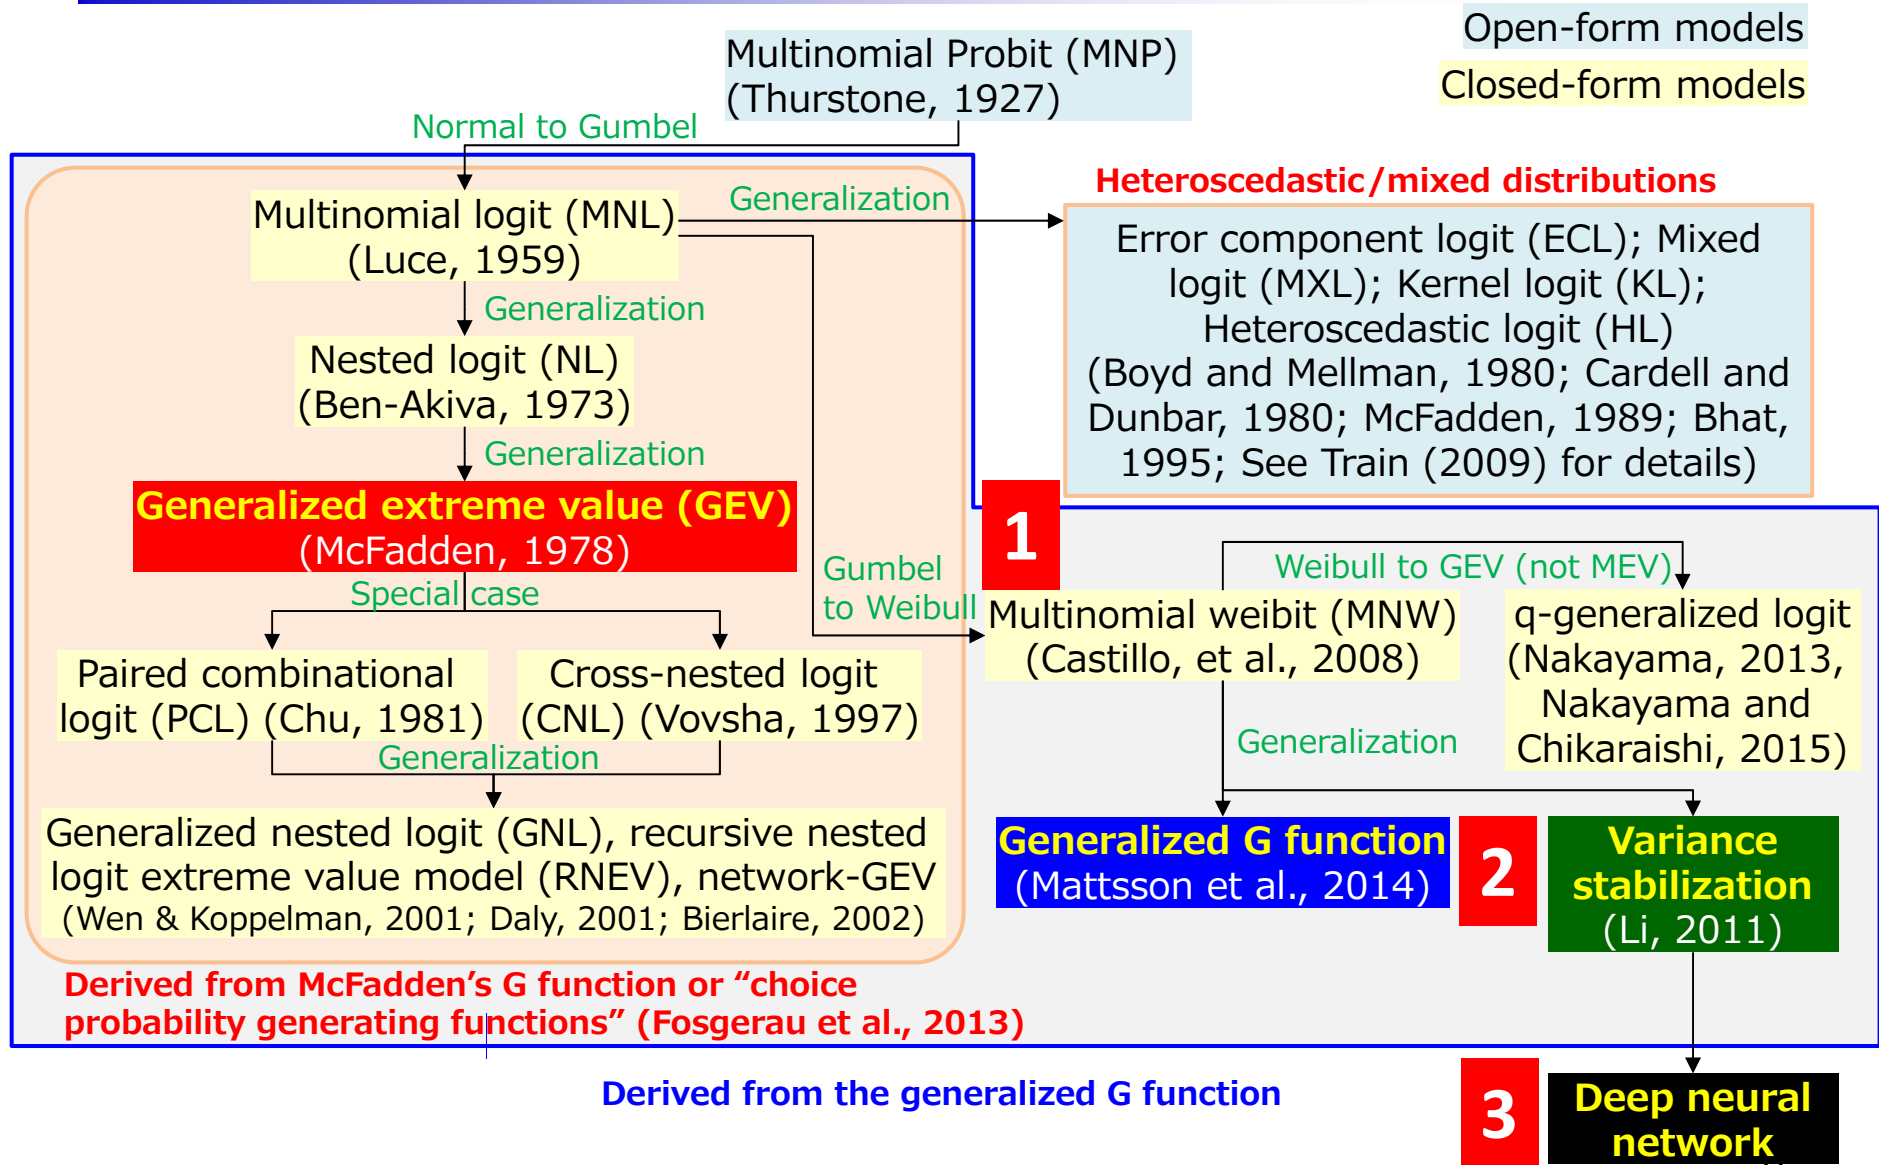 Open-form models
Closed-form models
Multinomial Probit (MNP)
(Thurstone, 1927)
Normal to Gumbel
Multinomial logit (MNL)
(Luce, 1959)
Generalization
Heteroscedastic/mixed distributions
Error component logit (ECL); Mixed
logit (MXL); Kernel logit (KL);
Heteroscedastic logit (HL)
(Boyd and Mellman, 1980; Cardell and
Dunbar, 1980; McFadden, 1989; Bhat,
1995; See Train (2009) for details)
Generalization
Nested logit (NL)
(Ben-Akiva, 1973)
Generalization
Generalized extreme value (GEV)
(McFadden, 1978)
Special case
Paired combinational
logit (PCL) (Chu, 1981)
Cross-nested logit
(CNL) (Vovsha, 1997)
Generalization
Generalized nested logit (GNL), recursive nested
logit extreme value model (RNEV), network-GEV
(Wen & Koppelman, 2001; Daly, 2001; Bierlaire, 2002)
Derived from McFadden's G function or “choice
probability generating functions” (Fosgerau et al., 2013)
Gumbel
to Weibull
1
Multinomial weibit (MNW)
(Castillo, et al., 2008)
Weibull to GEV (not MEV)
q-generalized logit
(Nakayama, 2013,
Nakayama and
Chikaraishi, 2015)
Generalization
Generalized G function
(Mattsson et al., 2014)
2
Variance
stabilization
(Li, 2011)
Derived from the generalized G function
3
Deep neural
network